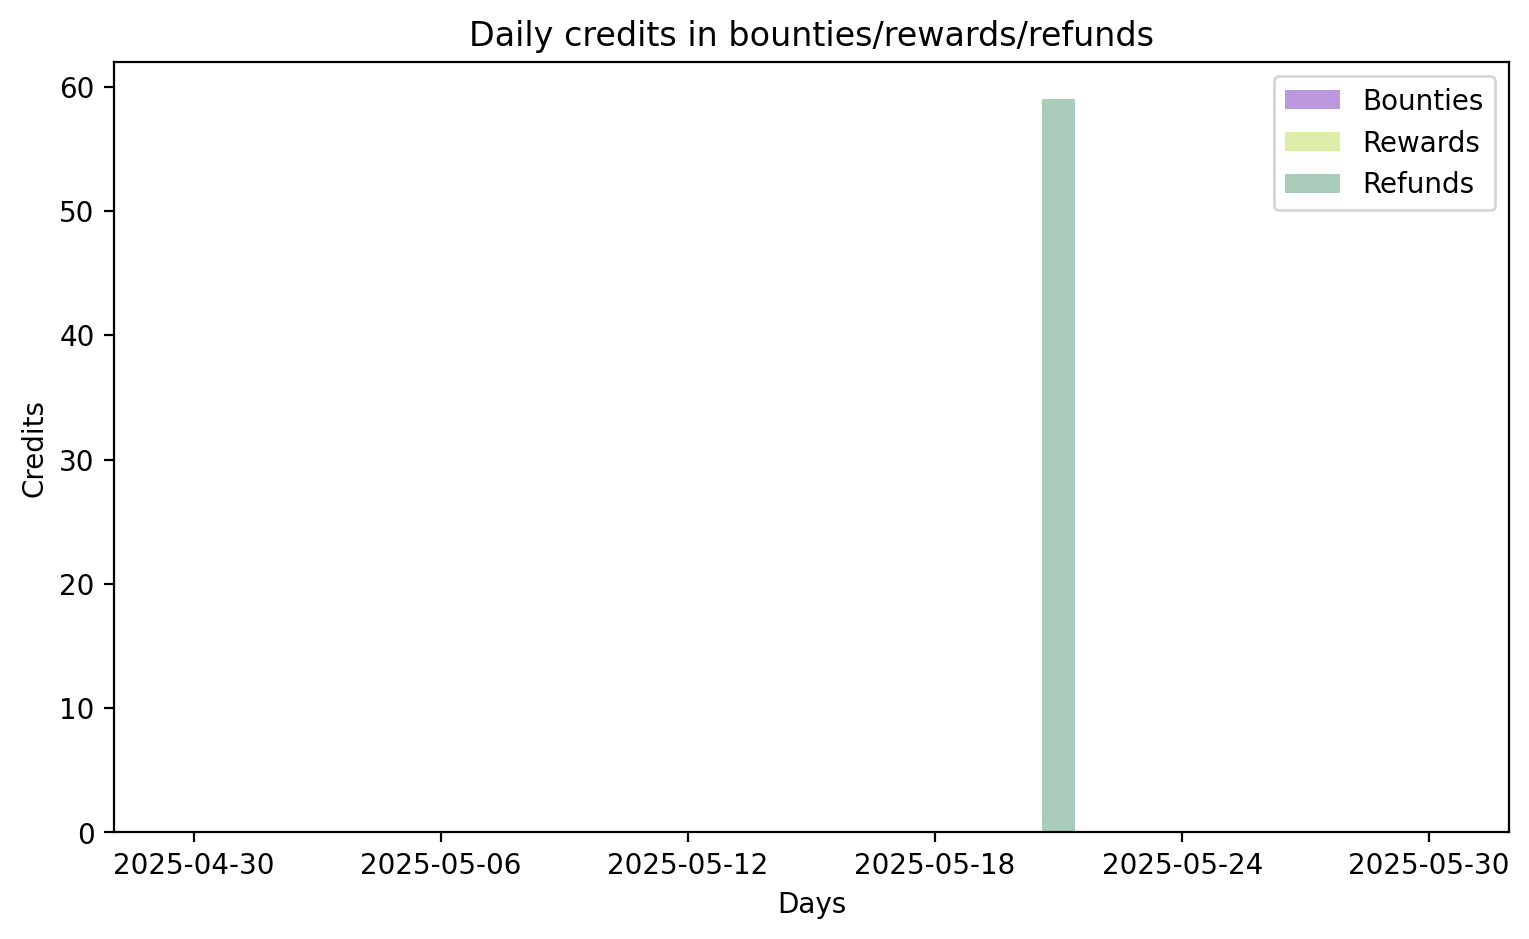 Daily credits in bounties/rewards/refunds
60
50
40
30
20
10
0
Credits
Bounties
Rewards
Refunds
2025-04-30
2025-05-06
2025-05-12
2025-05-18
2025-05-24
2025-05-30
Days